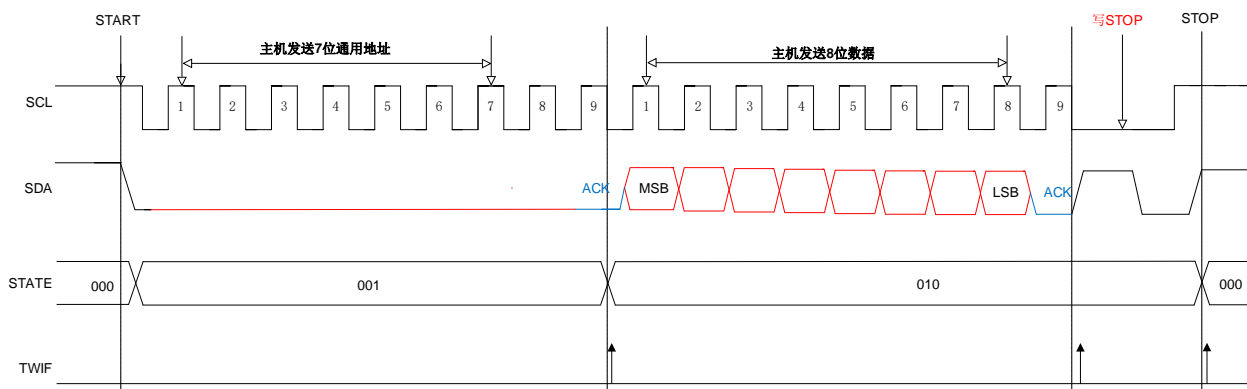 START
主机发送7位通用地址
主机发送8位数据
写STOP
STOP
SCL
1 2 3 4 5 6 7 8 9 1 2 3 4 5 6 7 8 9
SDA
ACK
MSB
LSB
ACK
STATE
000
001
010
000
TWIF